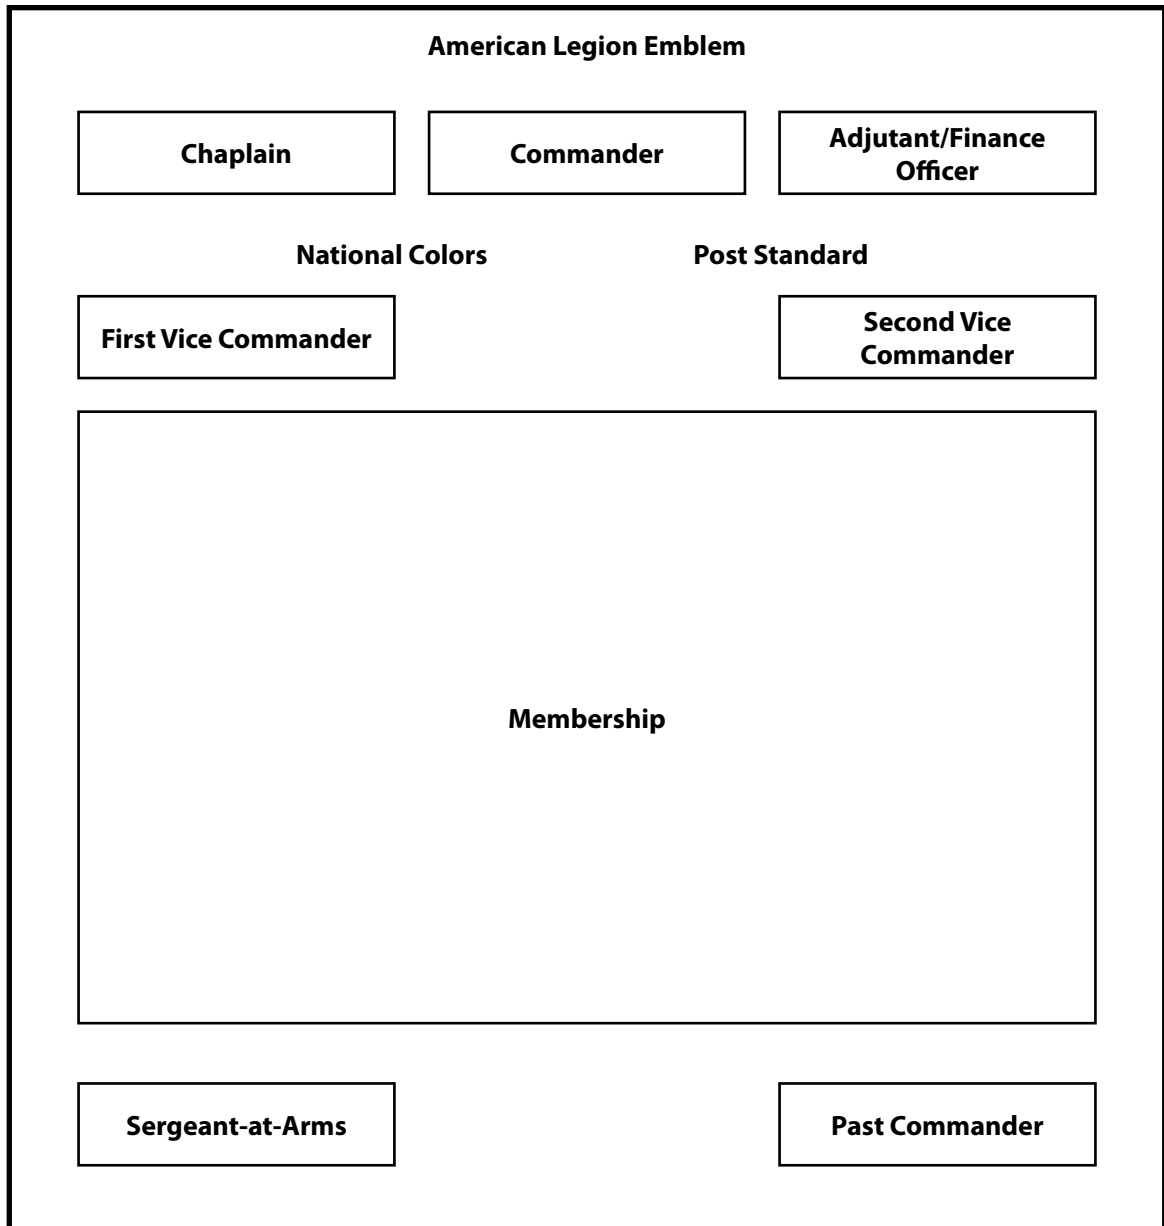 American Legion Emblem
Chaplain
Commander
Adjutant/Finance
Officer
National Colors
Post Standard
First Vice Commander
Second Vice
Commander
Membership
Sergeant-at-Arms
Past Commander